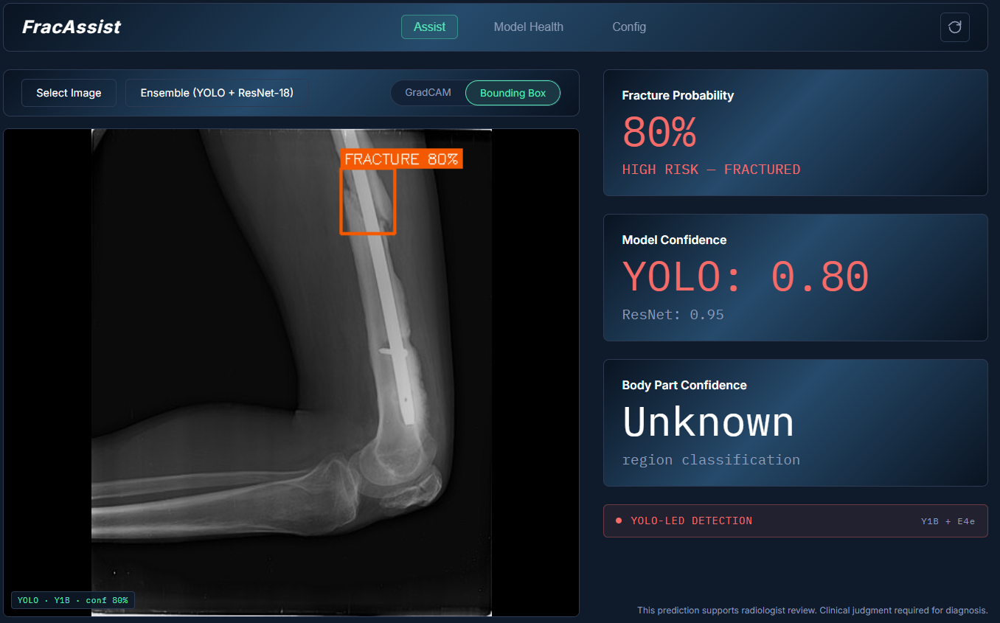 FracAssist
Assist
Model Health
Config
Select Image
Ensemble (YOLO + ResNet-18)
GradCAM
Bounding Box
FRACTURE 80%
YOLO · Y1B · conf 80%
Fracture Probability
80%
HIGH RISK — FRACTURED
Model Confidence
YOLO: 0.80
ResNet: 0.95
Body Part Confidence
Unknown
region classification
YOLO-LED DETECTION
Y1B + E4e
This prediction supports radiologist review. Clinical judgment required for diagnosis.